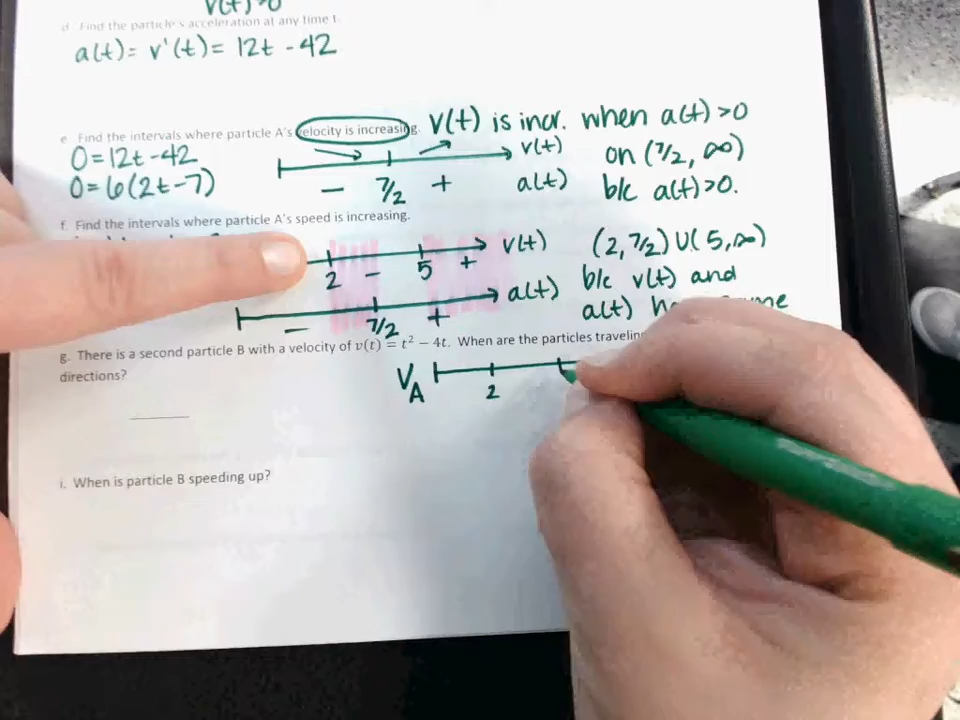 v(t)>0
d. Find the particle's acceleration at any time t.
a(t) = v'(t) = 12t - 42
e. Find the intervals where particle A's velocity is increasing.
v(t) is incr. when a(t) >0
0=12t-42
0=6(2t-7)
v(t)
− 7/2 + a(t)
on (7/2, ∞)
b/c a(t)>0.
f. Find the intervals where particle A's speed is increasing.
2 − 5 + v(t)
− 7/2 + a(t)
(2,7/2) U (5,∞)
b/c v(t) and
a(t)
g. There is a second particle B with a velocity of v(t) = t² − 4t. When are the particles
directions?
VA 2
i. When is particle B speeding up?